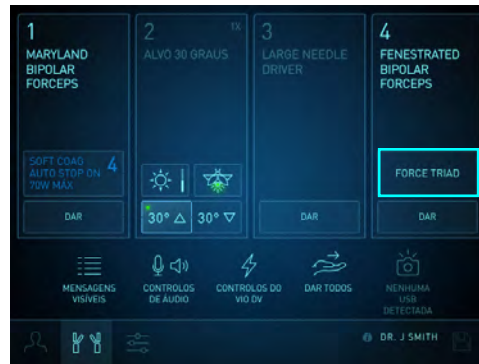 1
MARYLAND
BIPOLAR
FORCEPS
SOFT COAG
AUTO STOP ON
70W MÁX
4
DAR
2
1X
ALVO 30 GRAUS
30°
30°
3
LARGE NEEDLE
DRIVER
DAR
4
FENESTRATED
BIPOLAR
FORCEPS
FORCE TRIAD
DAR
MENSAGENS
VISÍVEIS
CONTROLOS
DE ÁUDIO
CONTROLOS DO
VIO DV
DAR TODOS
NENHUMA
USB
DETECTADA
DR. J SMITH